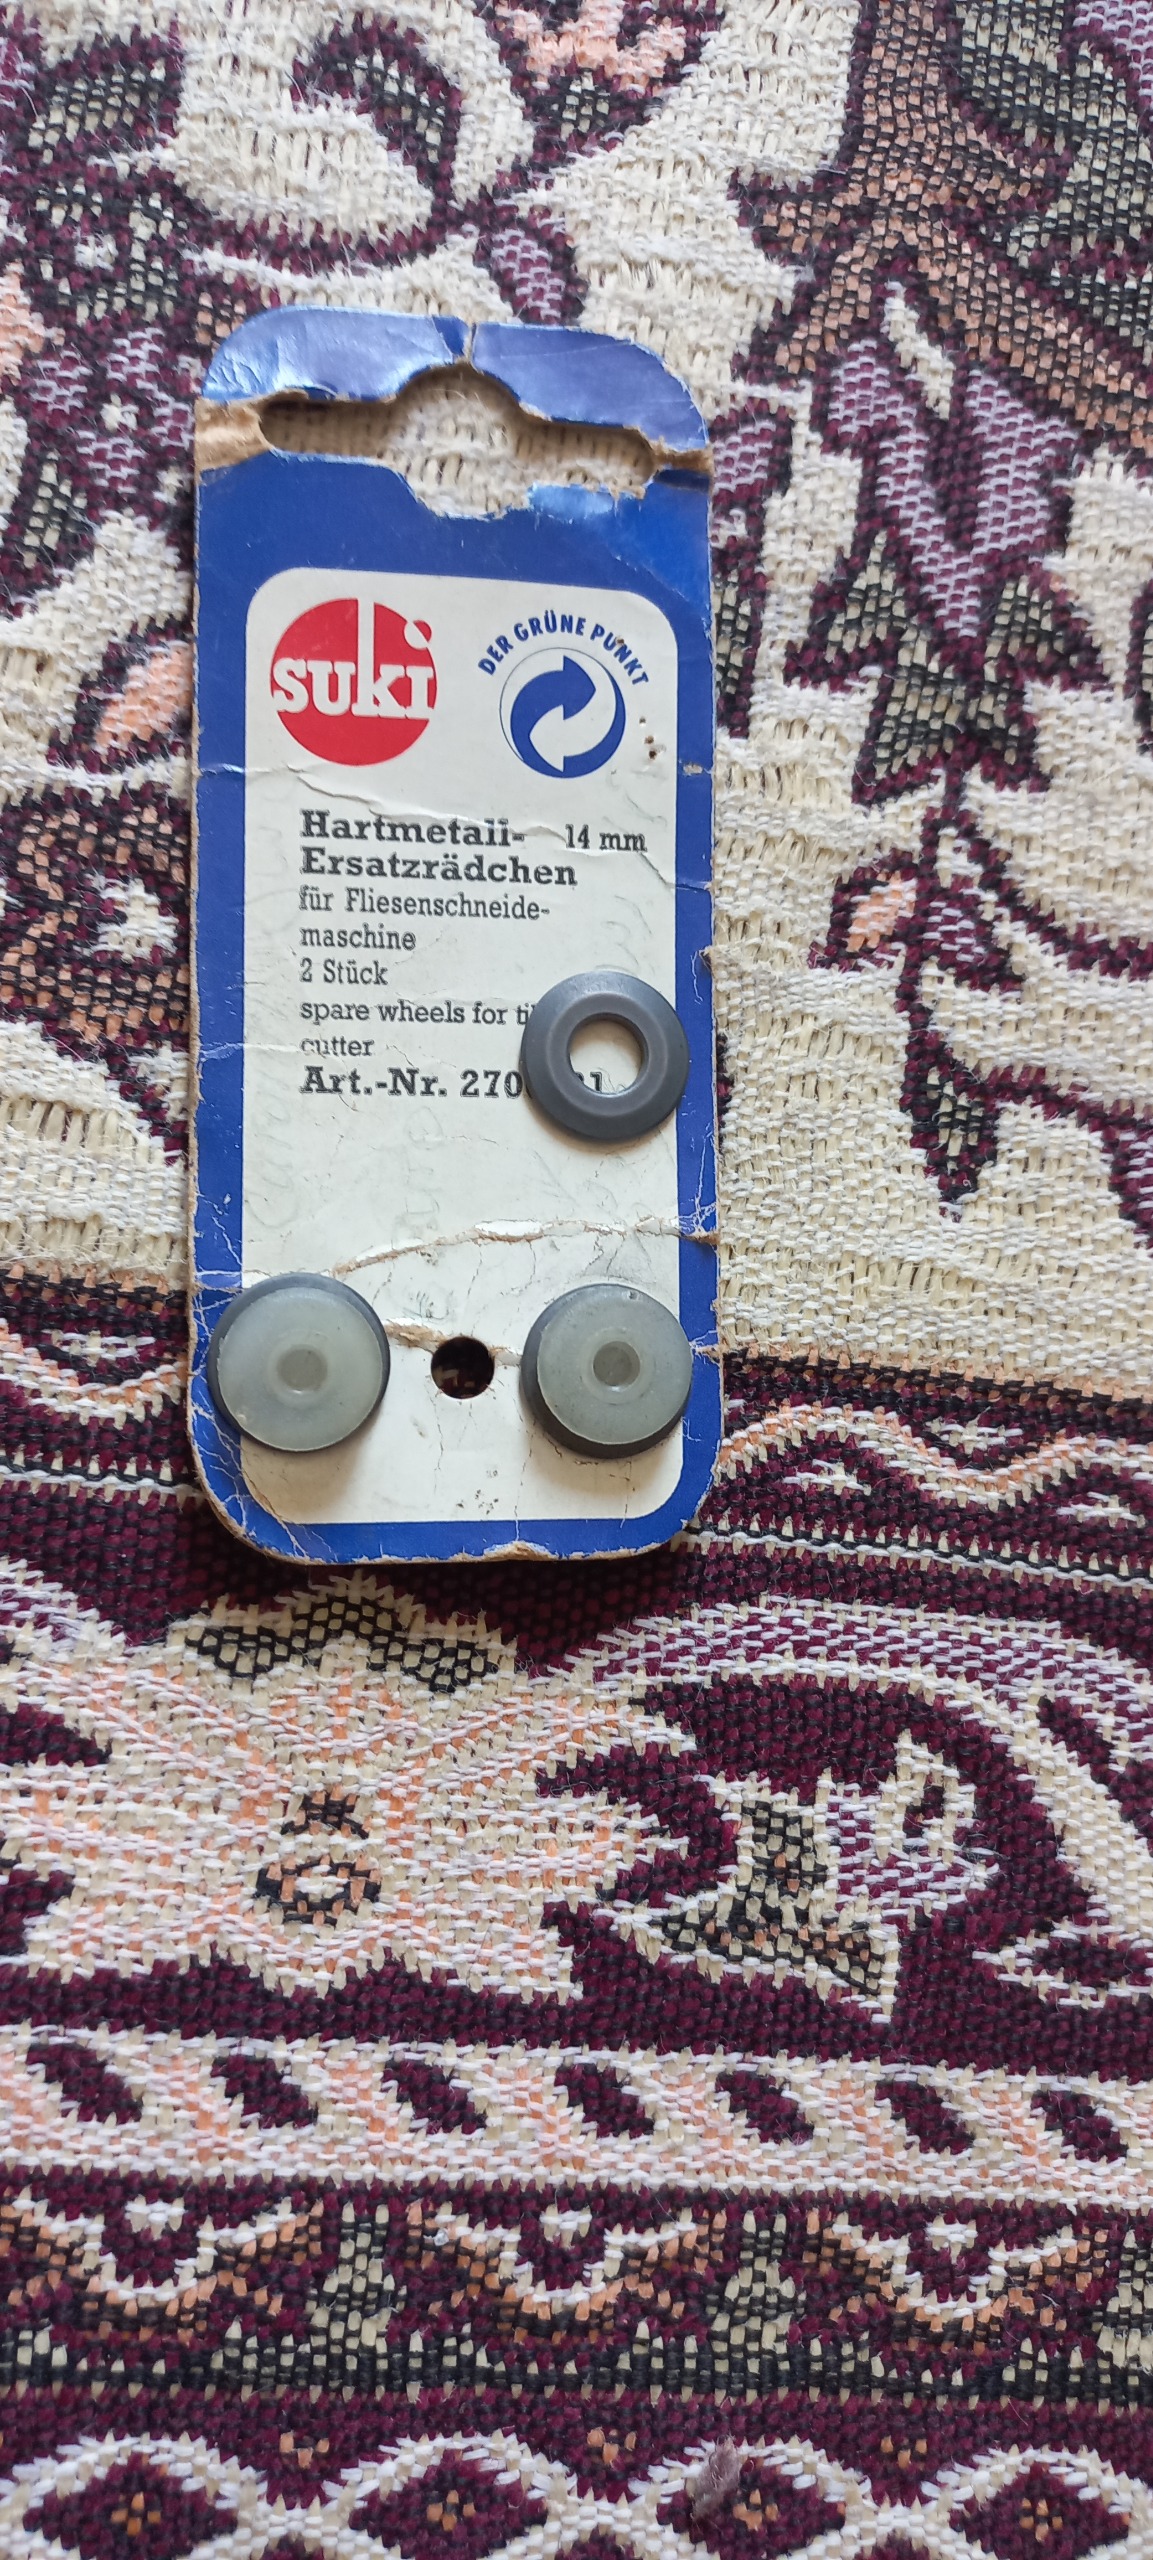 suki
DER GRÜNE PUNKT
Hartmetall- 14 mm
Ersatzrädchen
für Fliesenschneide-
maschine
2 Stück
spare wheels for
cutter
Art.-Nr.